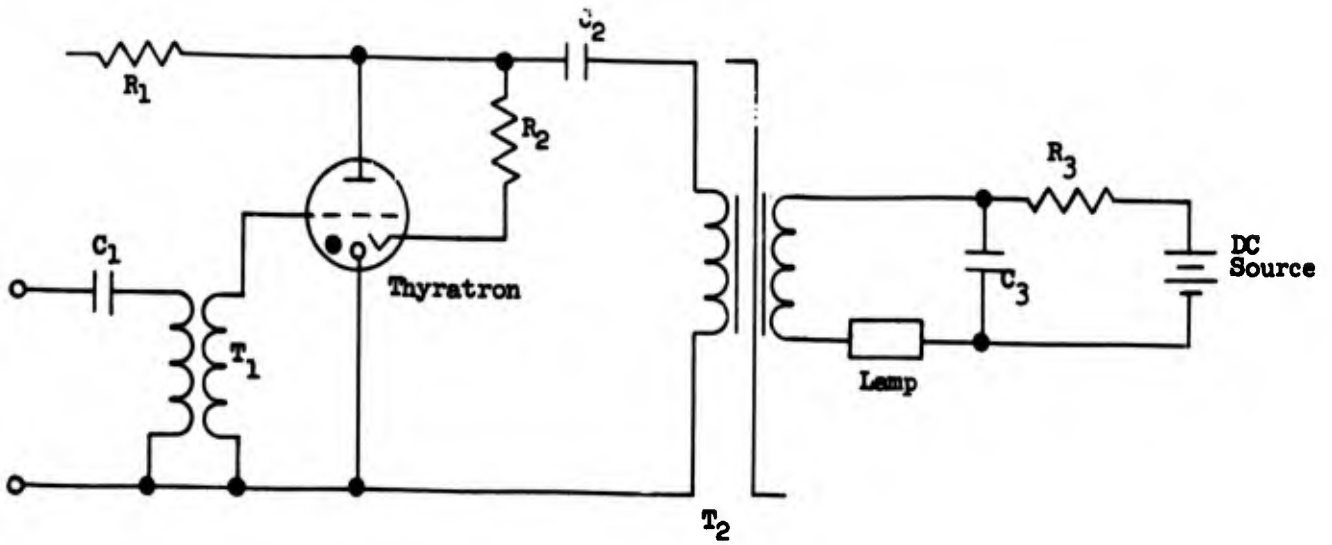 C2
R1
R2
R3
C1
Thyratron
DC
Source
C3
T1
Lamp
T2